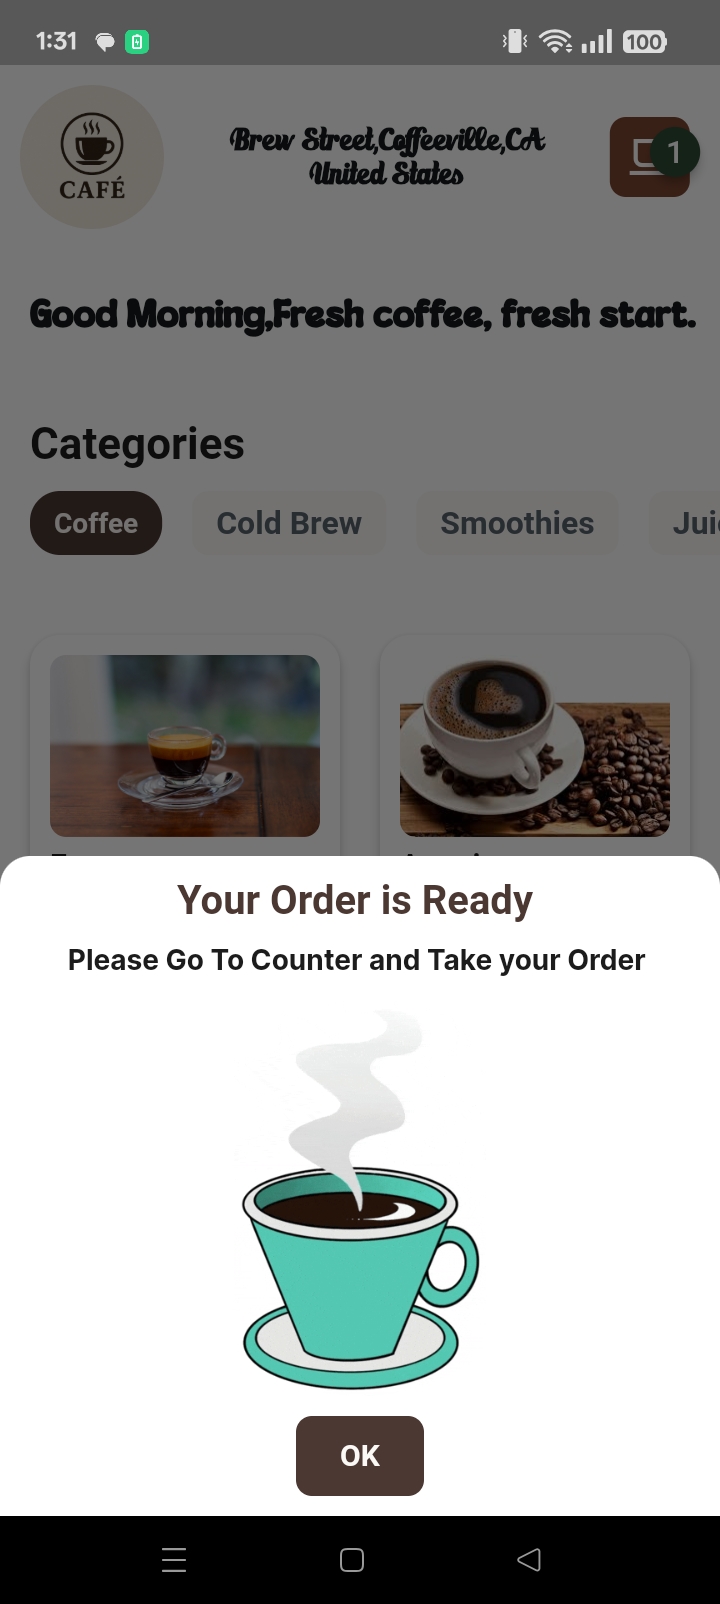 1:31
100
CAFÉ
Brew Street,Coffeeville,CA
United States
1
Good Morning,Fresh coffee, fresh start.
Categories
Coffee
Cold Brew
Smoothies
Your Order is Ready
Please Go To Counter and Take your Order
OK